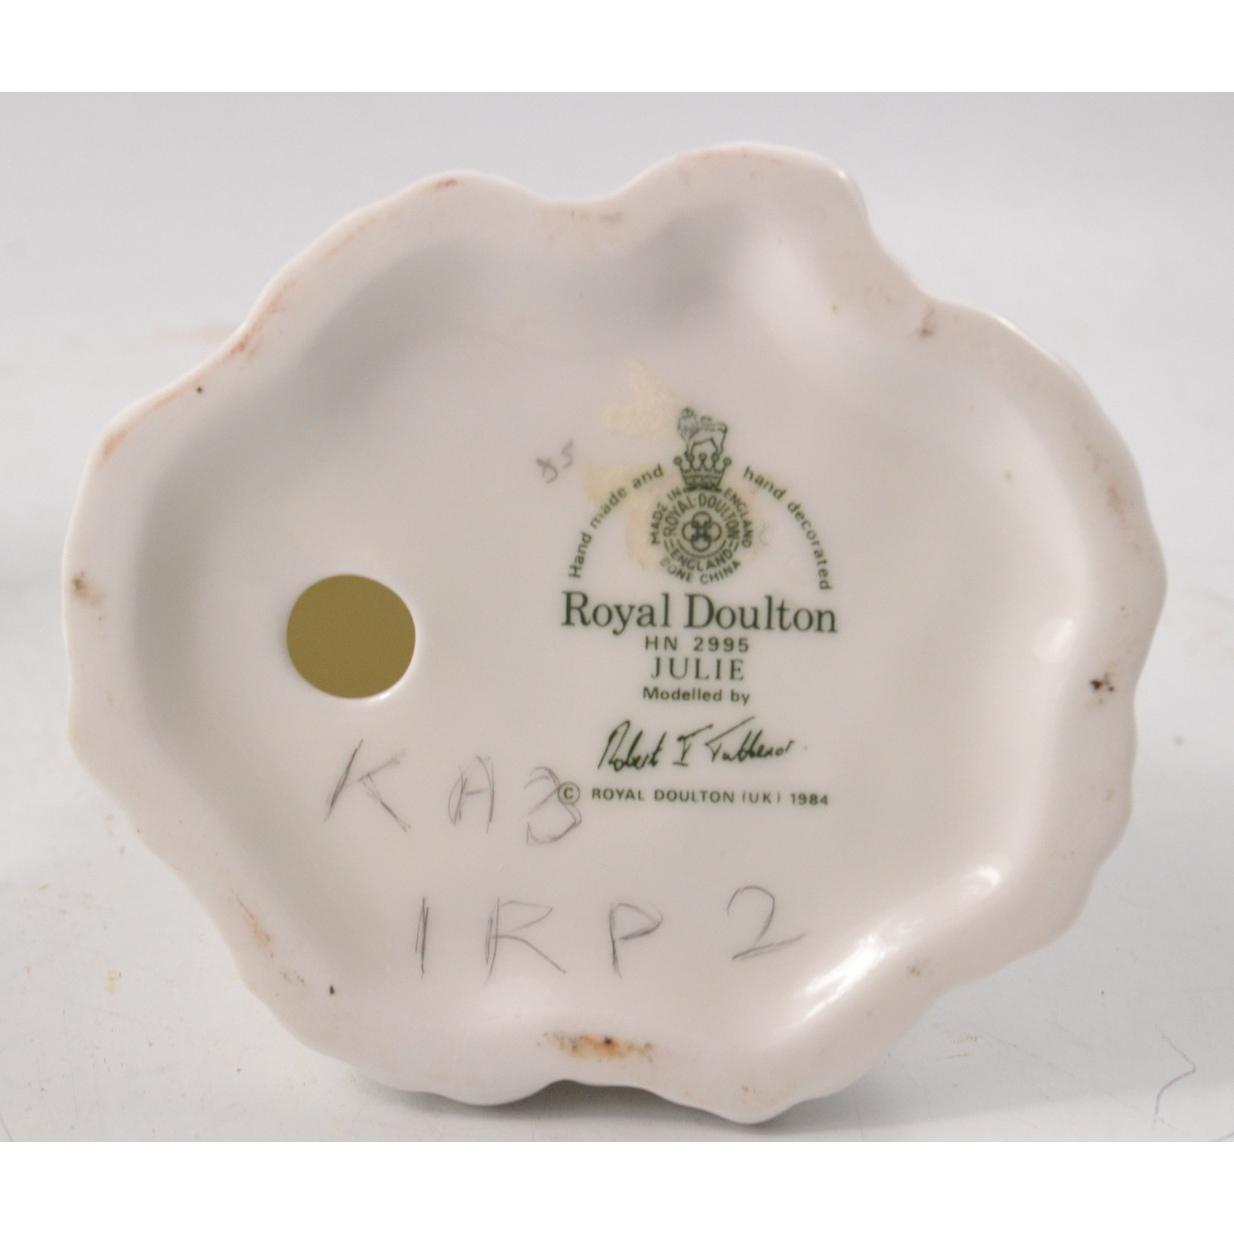 85
Hand made and hand decorated
MADE IN ENGLAND
ROYAL·DOULTON
ENGLAND
BONE CHINA
Royal Doulton
HN 2995
JULIE
Modelled by
Robert I Tabbenor.
© ROYAL DOULTON (UK) 1984
KA3
1RP2